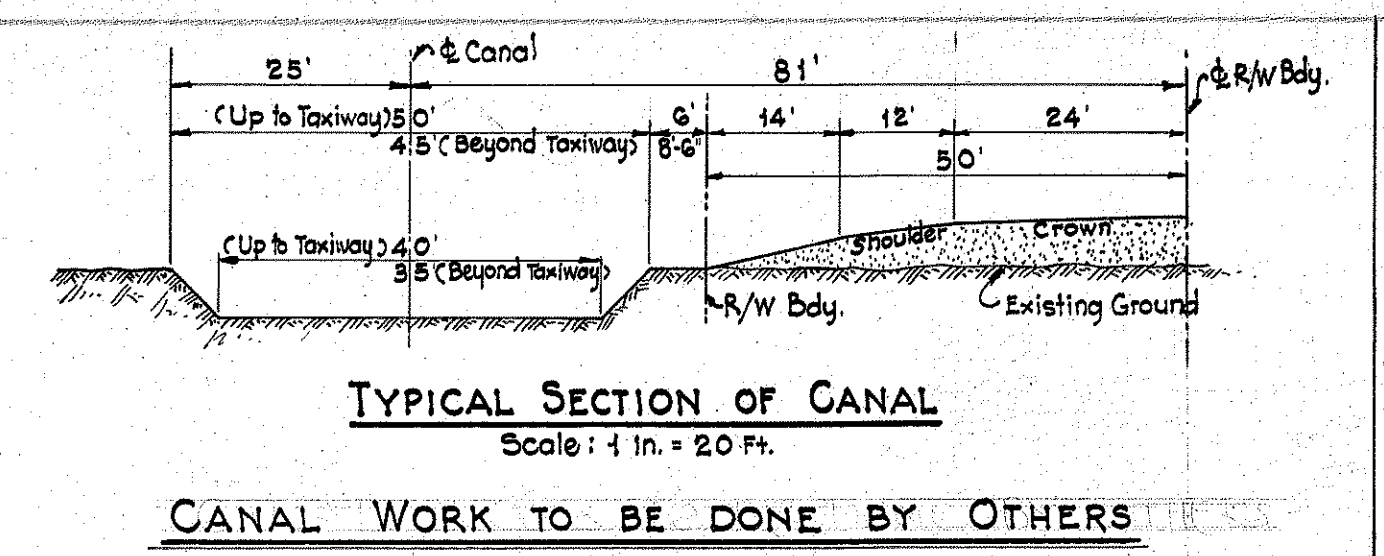 ℄ Canal
25'
81'
℄ R/W Bdy.
(Up to Taxiway) 50'
6'
14'
12'
24'
45' (Beyond Taxiway)
8'-6"
50'
(Up to Taxiway) 40'
Shoulder
Crown
35' (Beyond Taxiway)
R/W Bdy.
Existing Ground
TYPICAL SECTION OF CANAL
Scale: 1 in. = 20 Ft.
CANAL WORK TO BE DONE BY OTHERS